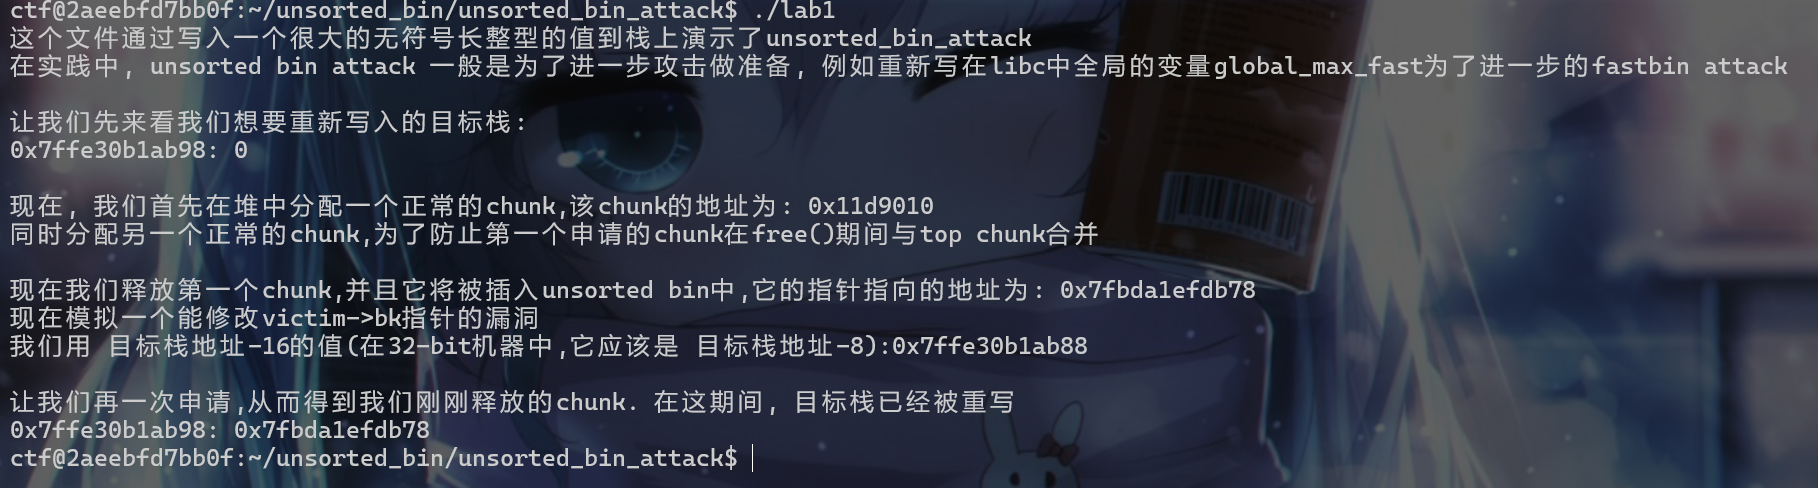 ctf@2aeebfd7bb0f:~/unsorted_bin/unsorted_bin_attack$ ./lab1
这个文件通过写入一个很大的无符号长整型的值到栈上演示了unsorted_bin_attack
在实践中, unsorted bin attack 一般是为了进一步攻击做准备, 例如重新写在libc中全局的变量global_max_fast为了进一步的fastbin attack
让我们先来看我们想要重新写入的目标栈:
0x7ffe30b1ab98: 0
现在, 我们首先在堆中分配一个正常的chunk,该chunk的地址为: 0x11d9010
同时分配另一个正常的chunk,为了防止第一个申请的chunk在free()期间与top chunk合并
现在我们释放第一个chunk,并且它将被插入unsorted bin中,它的指针指向的地址为: 0x7fbda1efdb78
现在模拟一个能修改victim->bk指针的漏洞
我们用 目标栈地址-16的值(在32-bit机器中,它应该是 目标栈地址-8):0x7ffe30b1ab88
让我们再一次申请,从而得到我们刚刚释放的chunk. 在这期间, 目标栈已经被重写
0x7ffe30b1ab98: 0x7fbda1efdb78
ctf@2aeebfd7bb0f:~/unsorted_bin/unsorted_bin_attack$